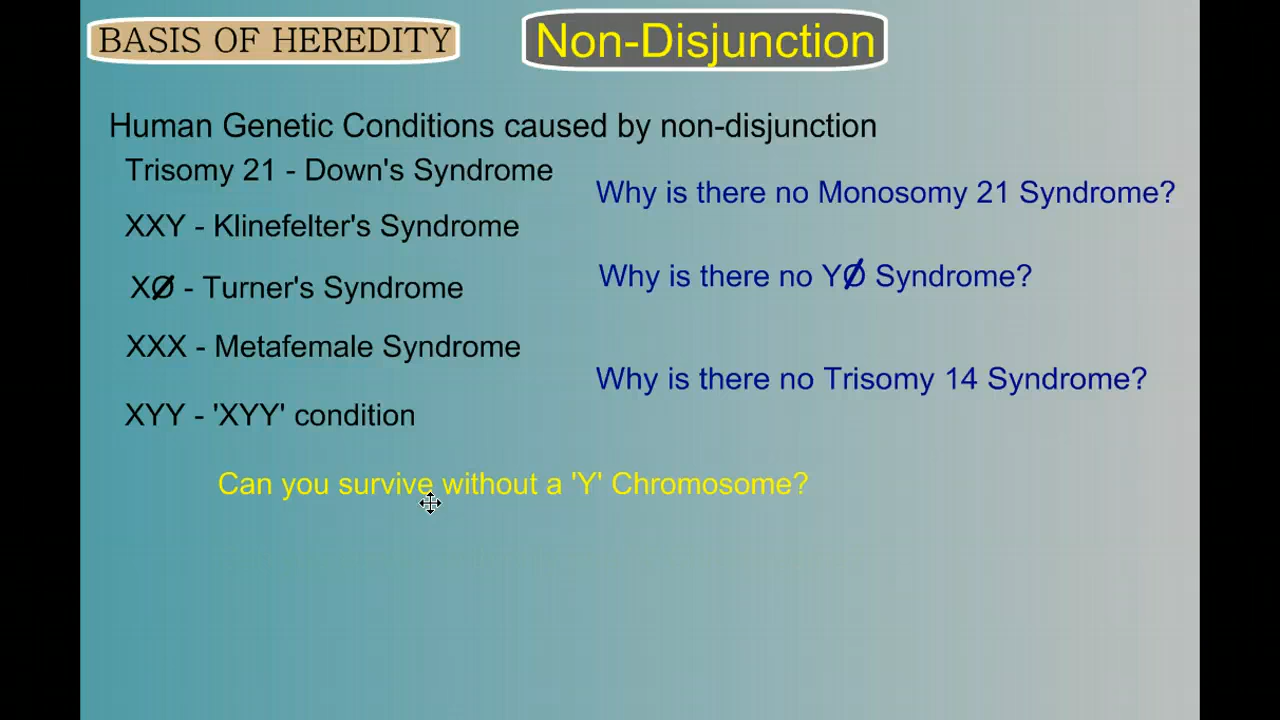 BASIS OF HEREDITY
Non-Disjunction
Human Genetic Conditions caused by non-disjunction
Trisomy 21 - Down's Syndrome
Why is there no Monosomy 21 Syndrome?
XXY - Klinefelter's Syndrome
XØ - Turner's Syndrome
Why is there no YØ Syndrome?
XXX - Metafemale Syndrome
Why is there no Trisomy 14 Syndrome?
XYY - 'XYY' condition
Can you survive without a 'Y' Chromosome?